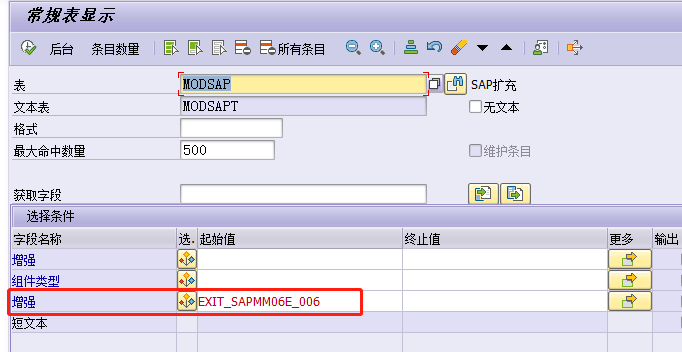 常规表显示
后台 条目数量 所有条目
表 MODSAP SAP扩充
文本表 MODSAPT 无文本
格式
最大命中数量 500 维护条目
获取字段
选择条件
字段名称 选. 起始值 终止值 更多 输出
增强
组件类型
增强 EXIT_SAPMM06E_006
短文本